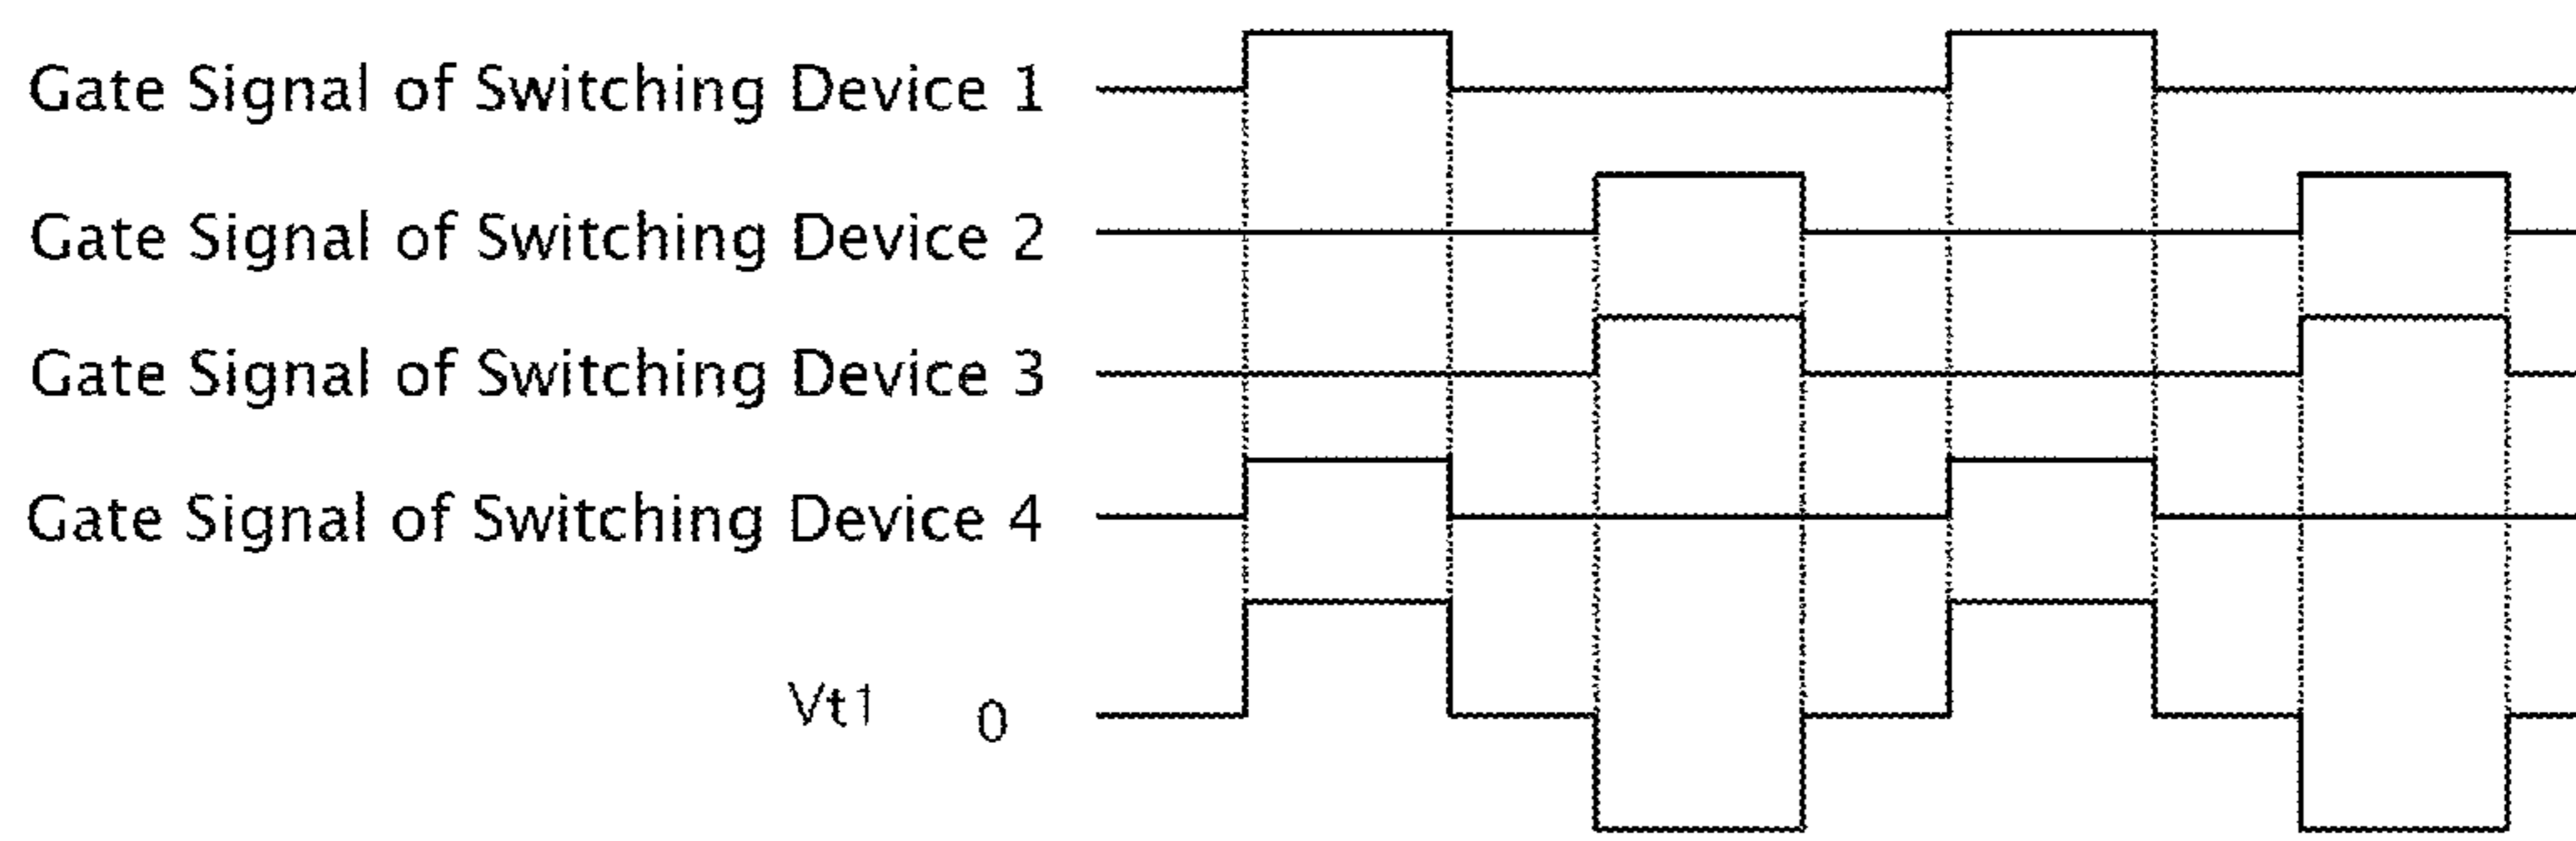 Gate Signal of Switching Device 1
Gate Signal of Switching Device 2
Gate Signal of Switching Device 3
Gate Signal of Switching Device 4
Vt1 0